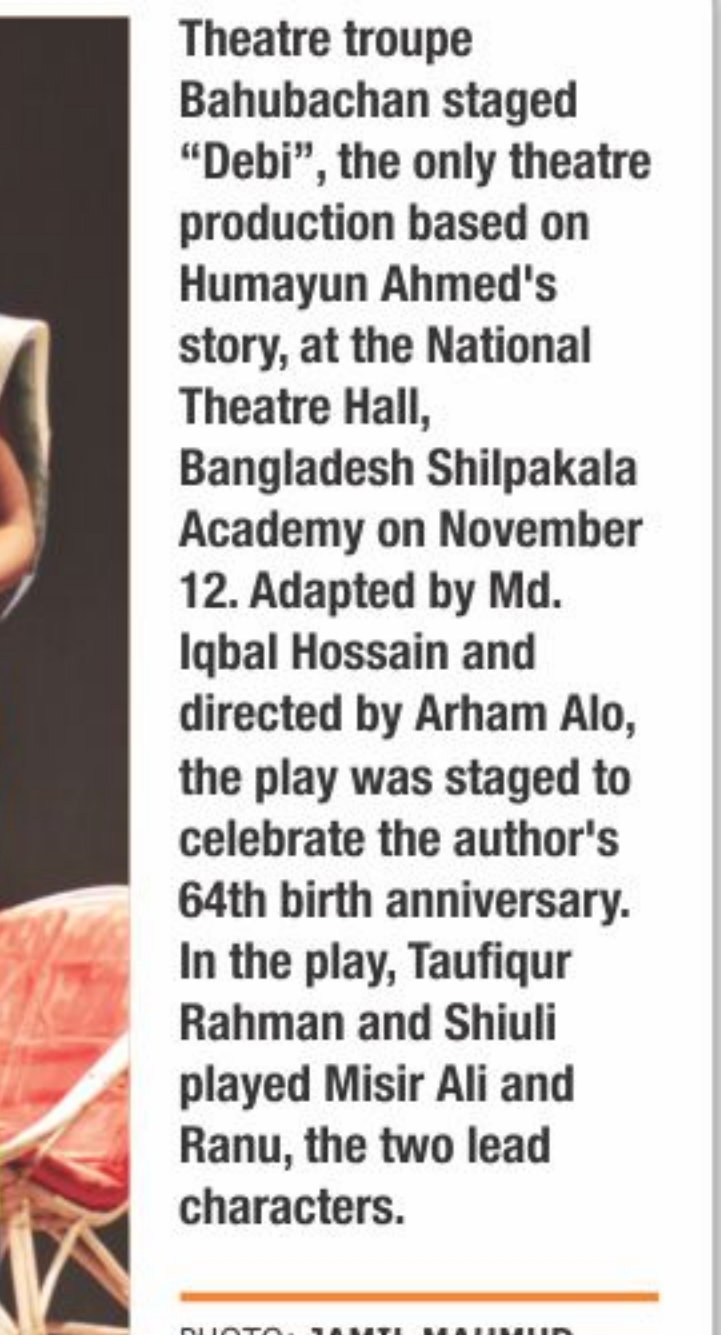 Theatre troupe
Bahubachan staged
“Debi”, the only theatre
production based on
Humayun Ahmed's
story, at the National
Theatre Hall,
Bangladesh Shilpakala
Academy on November
12. Adapted by Md.
Iqbal Hossain and
directed by Arham Alo,
the play was staged to
celebrate the author's
64th birth anniversary.
In the play, Taufiqur
Rahman and Shiuli
played Misir Ali and
Ranu, the two lead
characters.
PHOTO: JAMIL MAHMUD